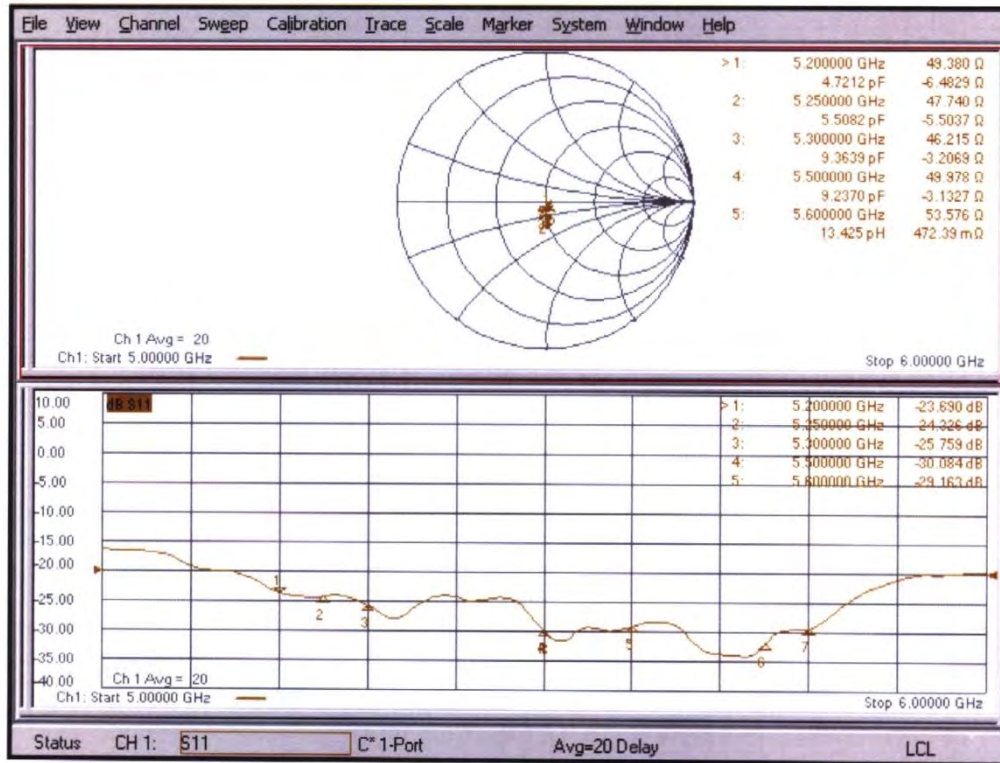 File View Channel Sweep Calibration Trace Scale Marker System Window Help
> 1: 5.200000 GHz 49.380 Ω
4.7212 pF -6.4829 Ω
2: 5.250000 GHz 47.740 Ω
5.5082 pF -5.5037 Ω
3: 5.300000 GHz 46.215 Ω
9.3639 pF -3.2069 Ω
4: 5.500000 GHz 49.978 Ω
9.2370 pF -3.1327 Ω
5: 5.600000 GHz 53.576 Ω
13.425 pH 472.39 mΩ
Ch 1 Avg = 20
Ch1: Start 5.00000 GHz
Stop 6.00000 GHz
dB S11
> 1: 5.200000 GHz -23.690 dB
2: 5.250000 GHz -24.326 dB
3: 5.300000 GHz -25.759 dB
4: 5.500000 GHz -30.084 dB
5: 5.600000 GHz -29.163 dB
10.00
5.00
0.00
-5.00
-10.00
-15.00
-20.00
-25.00
-30.00
-35.00
-40.00
1
2
3
5
6
7
Ch 1 Avg = 20
Ch1: Start 5.00000 GHz
Stop 6.00000 GHz
Status CH 1: S11 C* 1-Port Avg=20 Delay LCL